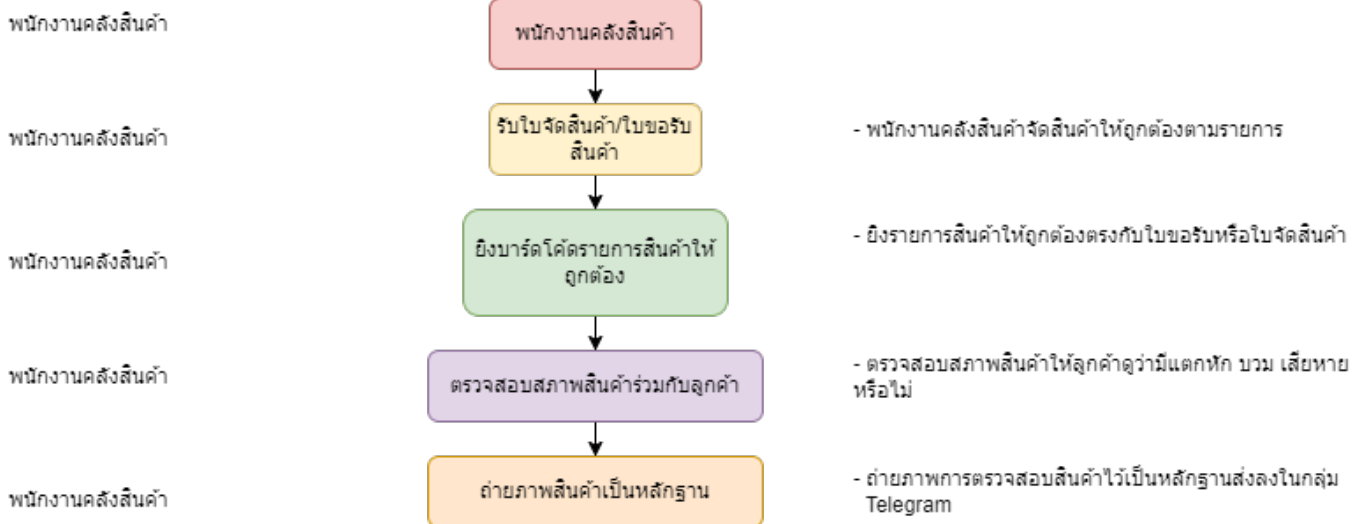 พนักงานคลังสินค้า
พนักงานคลังสินค้า
พนักงานคลังสินค้า
รับใบจัดสินค้า/ใบขอรับ
สินค้า
- พนักงานคลังสินค้าจัดสินค้าให้ถูกต้องตามรายการ
พนักงานคลังสินค้า
ยิงบาร์ดโค้ดรายการสินค้าให้
ถูกต้อง
- ยิงรายการสินค้าให้ถูกต้องตรงกับใบขอรับหรือใบจัดสินค้า
พนักงานคลังสินค้า
ตรวจสอบสภาพสินค้าร่วมกับลูกค้า
- ตรวจสอบสภาพสินค้าให้ลูกค้าดูว่ามีแตกหัก บวม เสียหาย
หรือไม่
พนักงานคลังสินค้า
ถ่ายภาพสินค้าเป็นหลักฐาน
- ถ่ายภาพการตรวจสอบสินค้าไว้เป็นหลักฐานส่งลงในกลุ่ม
Telegram